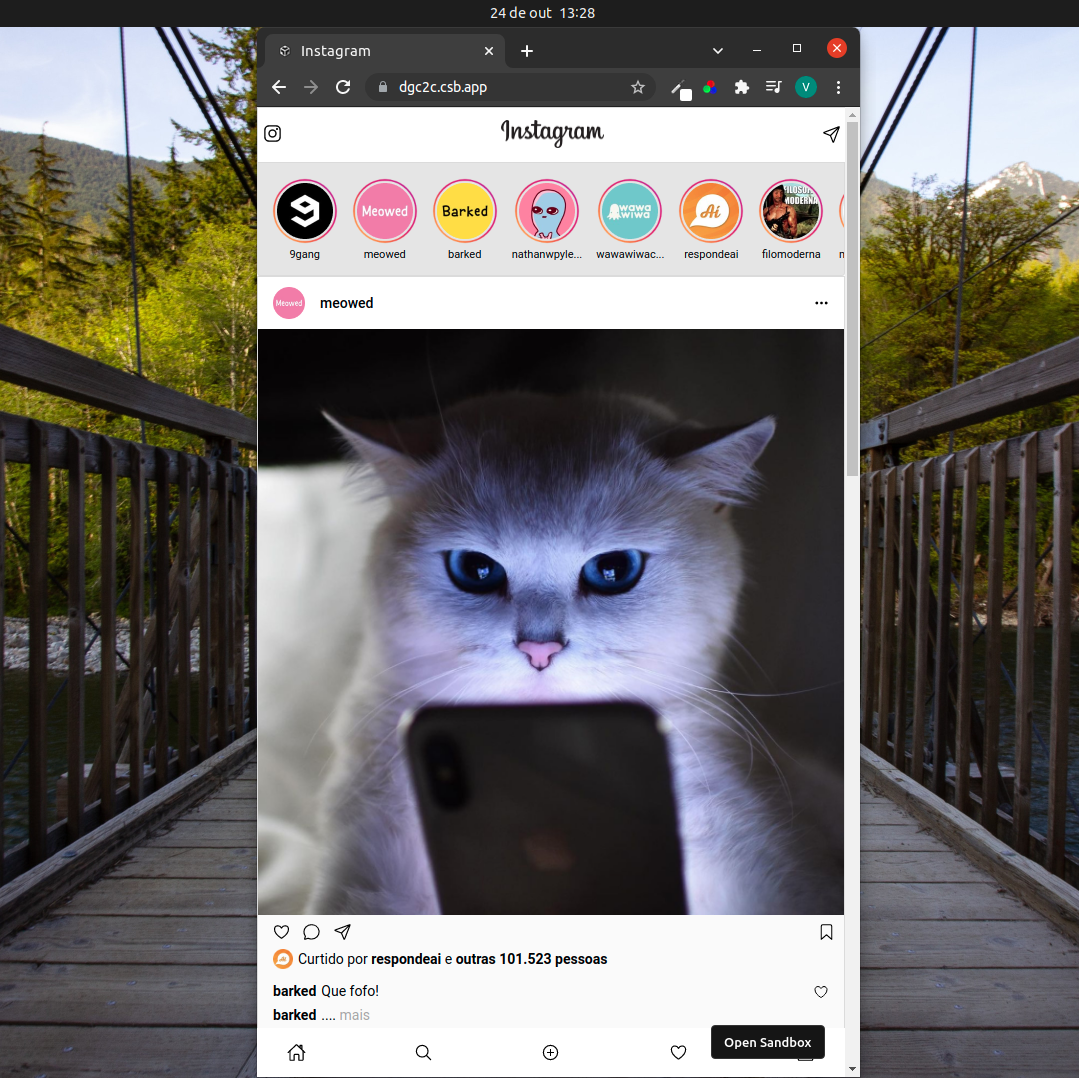 24 de out 13:28
Instagram
dgc2c.csb.app
V
Instagram
Meowed
Barked
wawa
wiwa
Ai
FILOSOFIA
MODERNA
9gang
meowed
barked
nathanwpyle...
wawawiwac...
respondeai
filomoderna
Meowed
meowed
Curtido por respondeai e outras 101.523 pessoas
barked Que fofo!
barked .... mais
Open Sandbox